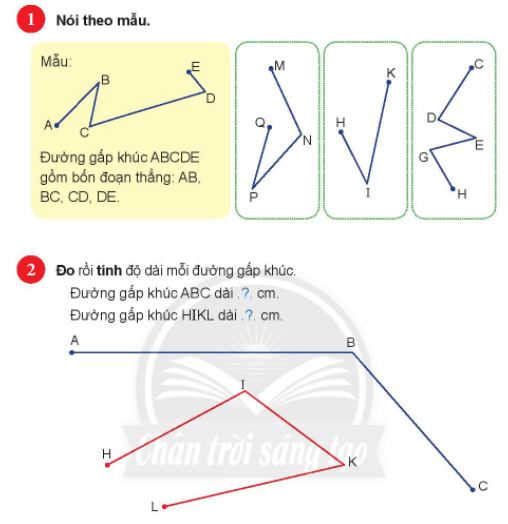 1 Nói theo mẫu.
Mẫu:
A
B
C
D
E
Đường gấp khúc ABCDE
gồm bốn đoạn thẳng: AB,
BC, CD, DE.
M
Q
N
P
K
H
I
C
D
E
G
H
2 Đo rồi tính độ dài mỗi đường gấp khúc.
Đường gấp khúc ABC dài .?. cm.
Đường gấp khúc HIKL dài .?. cm.
A
B
I
H
K
C
L
Chân trời sáng tạo